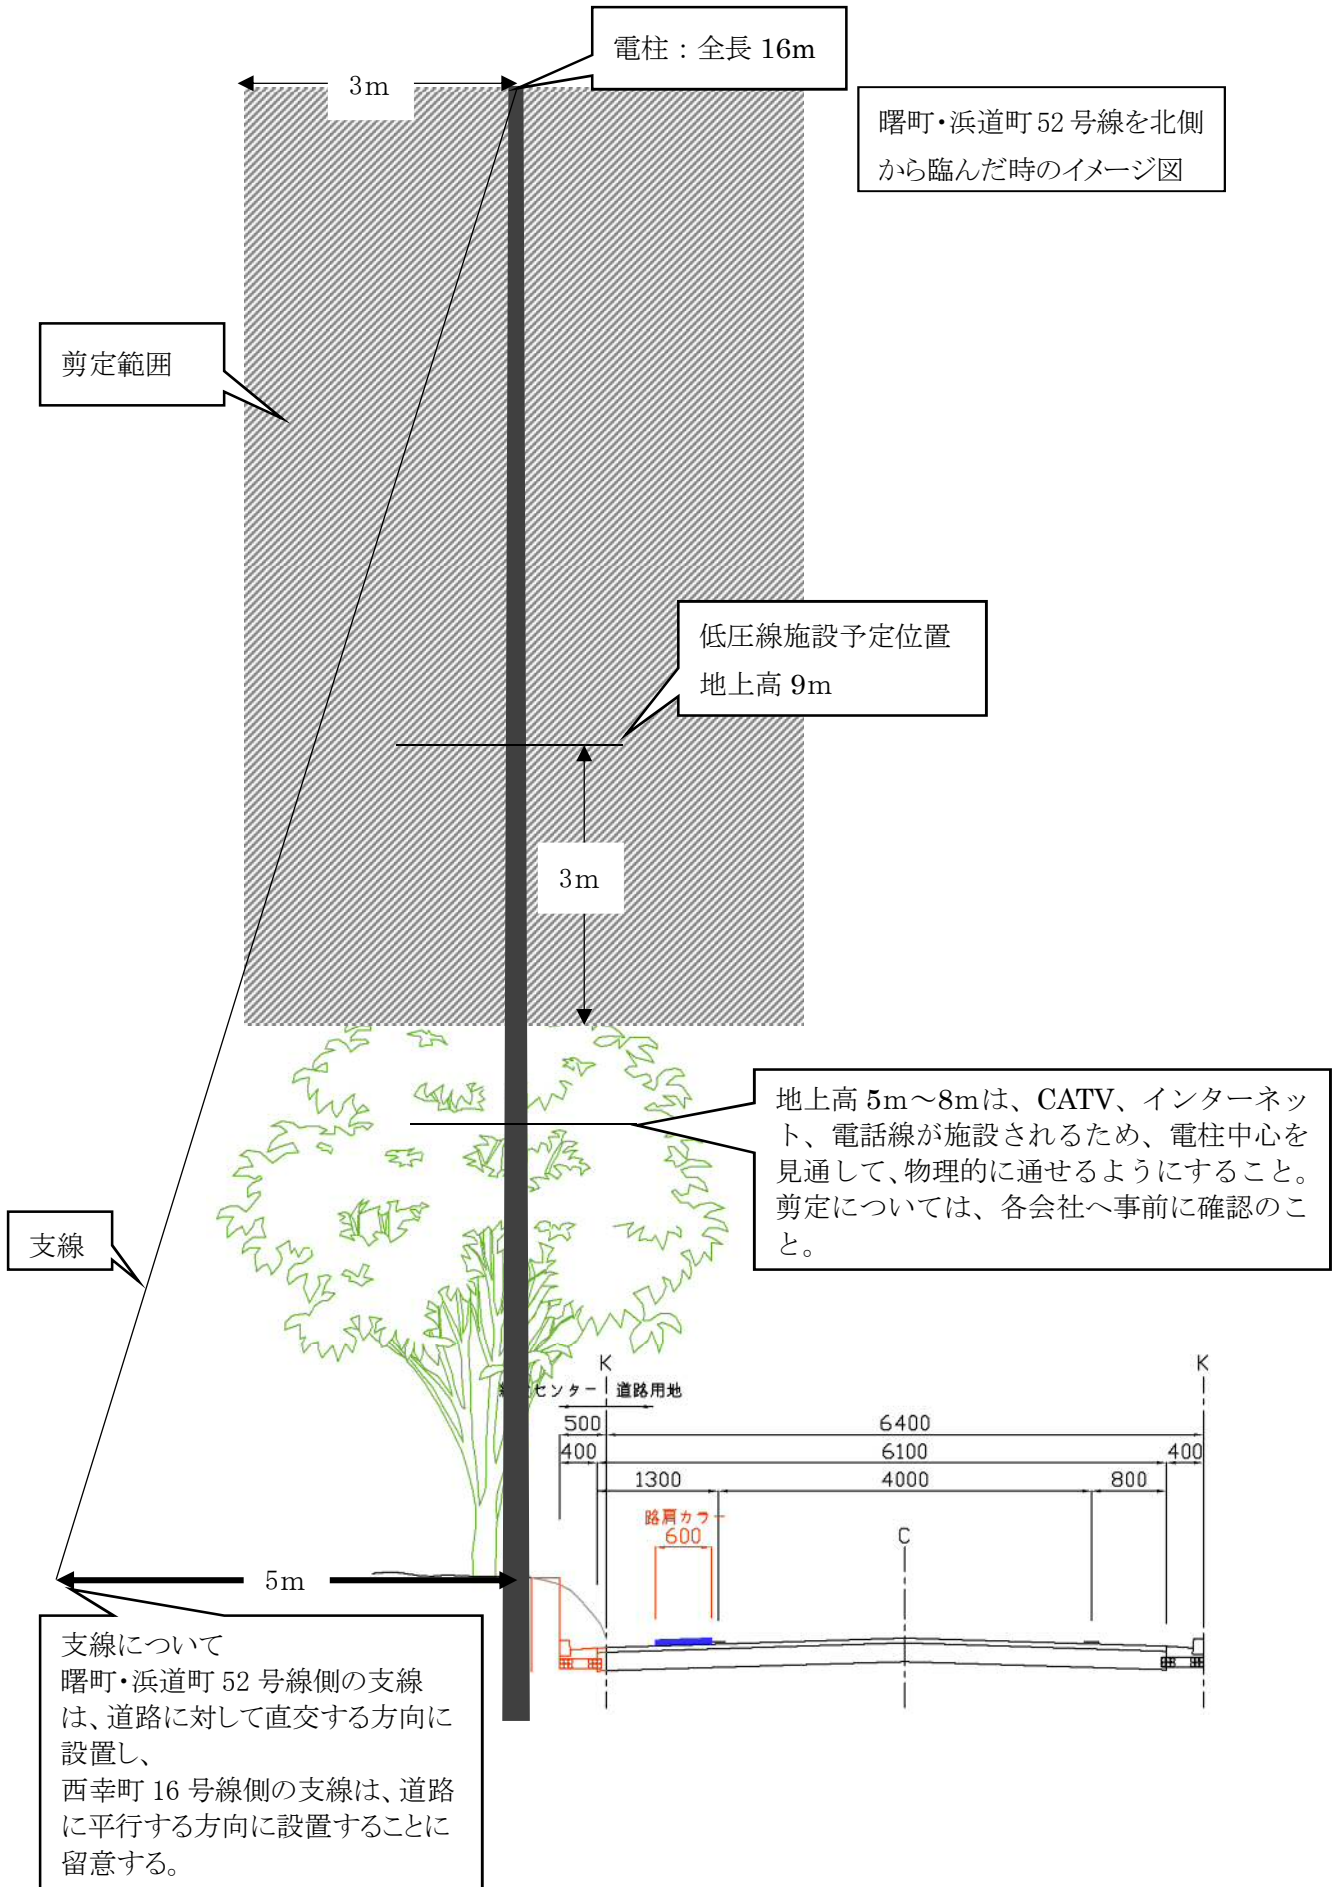 電柱：全長 16m
3m
曙町・浜道町 52 号線を北側
から臨んだ時のイメージ図
剪定範囲
低圧線施設予定位置
地上高 9m
3m
地上高 5m～8mは、CATV、インターネッ
ト、電話線が施設されるため、電柱中心を
見通して、物理的に通せるようにすること。
剪定については、各会社へ事前に確認のこ
と。
支線
K
K
センター
道路用地
500
6400
400
6100
400
1300
4000
800
路肩カラー
600
C
5m
支線について
曙町・浜道町 52 号線側の支線
は、道路に対して直交する方向に
設置し、
西幸町 16 号線側の支線は、道路
に平行する方向に設置することに
留意する。